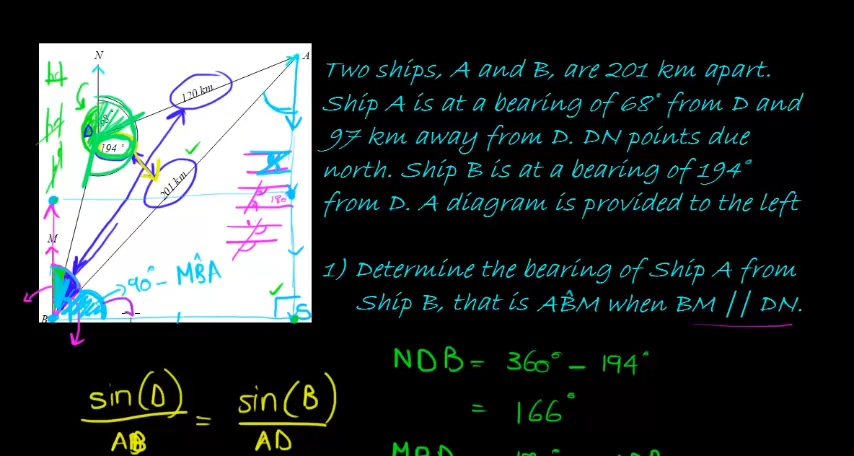 N
A
120 km
68°
D
194°
201 km
180
M
90° - MB̂A
B
S
Two ships, A and B, are 201 km apart.
Ship A is at a bearing of 68° from D and
97 km away from D. DN points due
north. Ship B is at a bearing of 194°
from D. A diagram is provided to the left
1) Determine the bearing of Ship A from
Ship B, that is AB̂M when BM // DN.
NDB = 360° - 194°
= 166°
sin(D) = sin(B)
AB AD